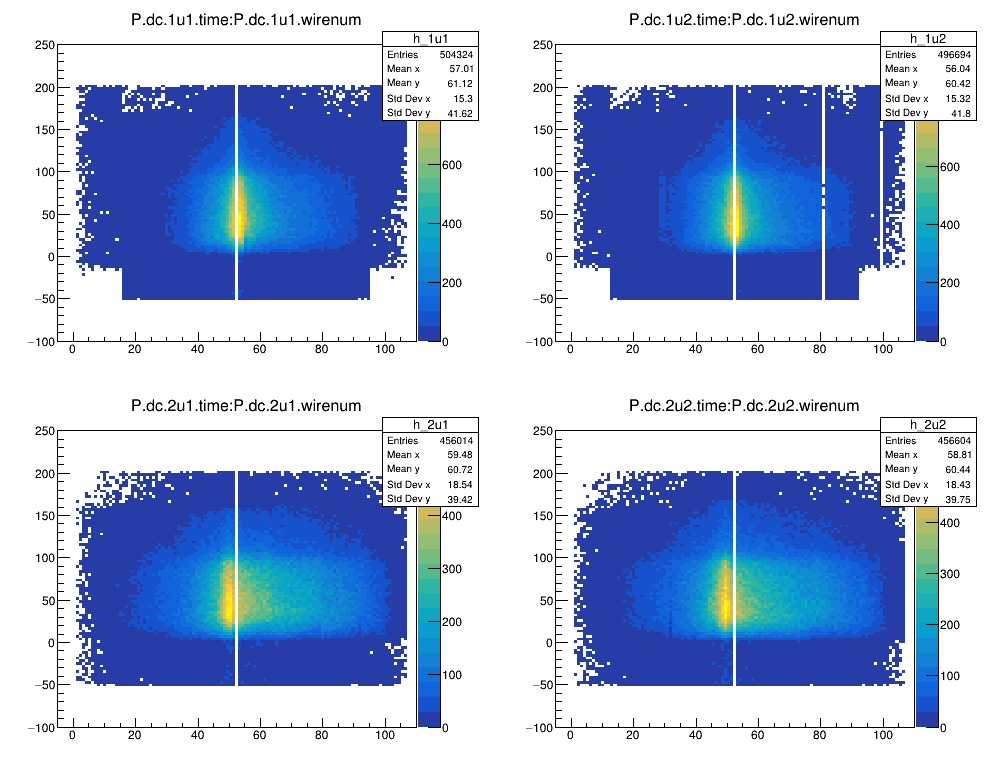 P.dc.1u1.time:P.dc.1u1.wirenum
h_1u1
Entries 504324
Mean x 57.01
Mean y 61.12
Std Dev x 15.3
Std Dev y 41.62
250
200
150
100
50
0
−50
−100
0 20 40 60 80 100
600
400
200
0
P.dc.1u2.time:P.dc.1u2.wirenum
h_1u2
Entries 496694
Mean x 56.04
Mean y 60.42
Std Dev x 15.32
Std Dev y 41.8
250
200
150
100
50
0
−50
−100
0 20 40 60 80 100
600
400
200
0
P.dc.2u1.time:P.dc.2u1.wirenum
h_2u1
Entries 456014
Mean x 59.48
Mean y 60.72
Std Dev x 18.54
Std Dev y 39.42
250
200
150
100
50
0
−50
−100
0 20 40 60 80 100
400
300
200
100
0
P.dc.2u2.time:P.dc.2u2.wirenum
h_2u2
Entries 456604
Mean x 58.81
Mean y 60.44
Std Dev x 18.43
Std Dev y 39.75
250
200
150
100
50
0
−50
−100
0 20 40 60 80 100
400
300
200
100
0